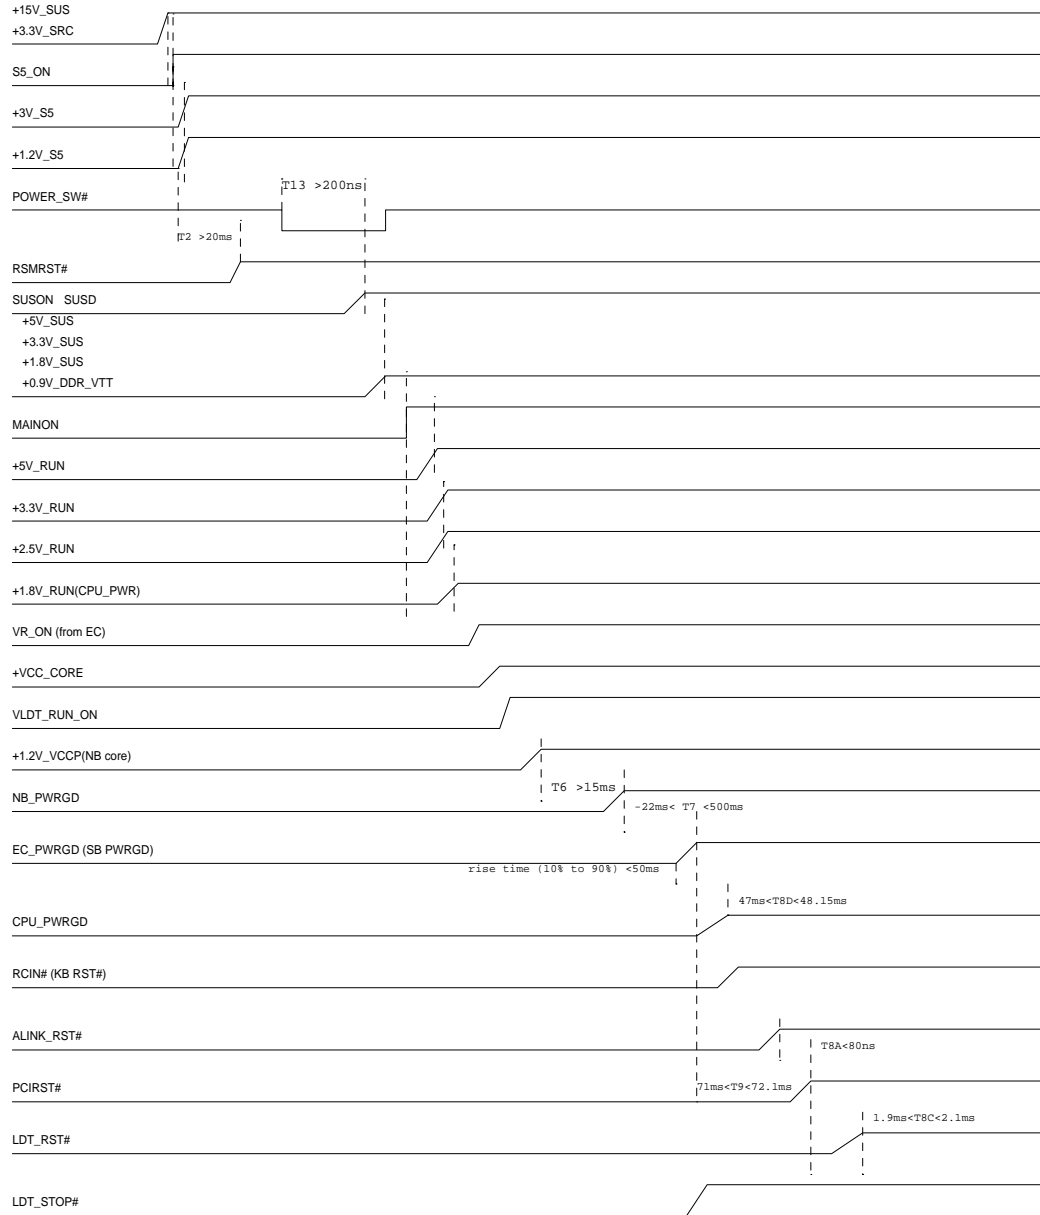 +15V_SUS
+3.3V_SRC
S5_ON
+3V_S5
+1.2V_S5
T13 >200ns
POWER_SW#
T2 >20ms
RSMRST#
SUSON SUSD
+5V_SUS
+3.3V_SUS
+1.8V_SUS
+0.9V_DDR_VTT
MAINON
+5V_RUN
+3.3V_RUN
+2.5V_RUN
+1.8V_RUN(CPU_PWR)
VR_ON (from EC)
+VCC_CORE
VLDT_RUN_ON
+1.2V_VCCP(NB core)
T6 >15ms
NB_PWRGD
-22ms< T7 <500ms
EC_PWRGD (SB PWRGD)
rise time (10% to 90%) <50ms
47ms<T8D<48.15ms
CPU_PWRGD
RCIN# (KB RST#)
ALINK_RST#
T8A<80ns
PCIRST#
71ms<T9<72.1ms
1.9ms<T8C<2.1ms
LDT_RST#
LDT_STOP#